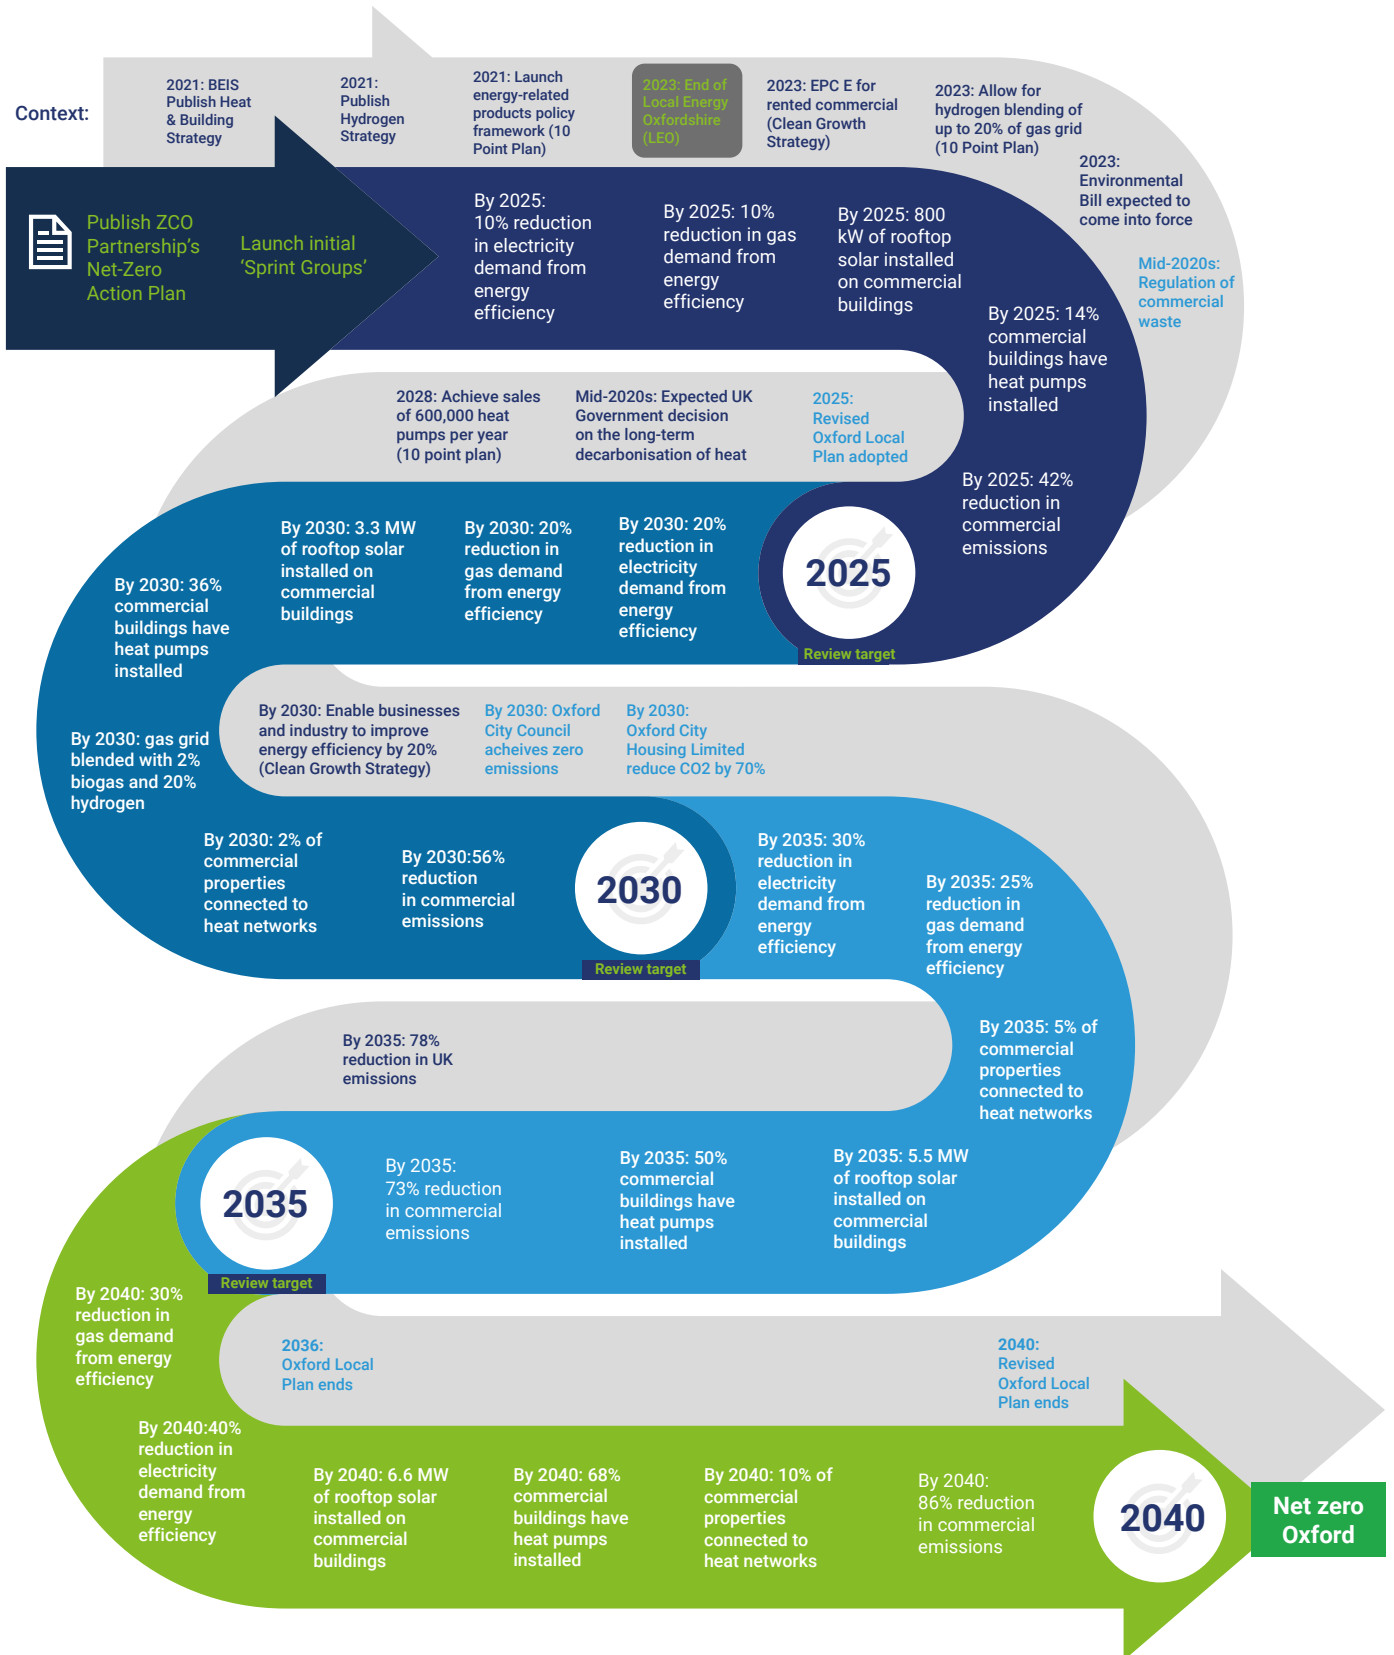 Context:
2021: BEIS
Publish Heat
& Building
Strategy
2021:
Publish
Hydrogen
Strategy
2021: Launch
energy-related
products policy
framework (10
Point Plan)
2023: End of
Local Energy
Oxfordshire
(LEO)
2023: EPC E for
rented commercial
(Clean Growth
Strategy)
2023: Allow for
hydrogen blending of
up to 20% of gas grid
(10 Point Plan)
2023:
Environmental
Bill expected to
come into force
Mid-2020s:
Regulation of
commercial
waste
Publish ZCO
Partnership’s
Net-Zero
Action Plan
Launch initial
‘Sprint Groups’
By 2025:
10% reduction
in electricity
demand from
energy
efficiency
By 2025: 10%
reduction in gas
demand from
energy
efficiency
By 2025: 800
kW of rooftop
solar installed
on commercial
buildings
By 2025: 14%
commercial
buildings have
heat pumps
installed
By 2025: 42%
reduction in
commercial
emissions
2028: Achieve sales
of 600,000 heat
pumps per year
(10 point plan)
Mid-2020s: Expected UK
Government decision
on the long-term
decarbonisation of heat
2025:
Revised
Oxford Local
Plan adopted
2025
Review target
By 2030: 20%
reduction in
electricity
demand from
energy
efficiency
By 2030: 20%
reduction in
gas demand
from energy
efficiency
By 2030: 3.3 MW
of rooftop solar
installed on
commercial
buildings
By 2030: 36%
commercial
buildings have
heat pumps
installed
By 2030: gas grid
blended with 2%
biogas and 20%
hydrogen
By 2030: Enable businesses
and industry to improve
energy efficiency by 20%
(Clean Growth Strategy)
By 2030: Oxford
City Council
acheives zero
emissions
By 2030:
Oxford City
Housing Limited
reduce CO2 by 70%
By 2030: 2% of
commercial
properties
connected to
heat networks
By 2030:56%
reduction
in commercial
emissions
2030
Review target
By 2035: 30%
reduction in
electricity
demand from
energy
efficiency
By 2035: 25%
reduction in
gas demand
from energy
efficiency
By 2035: 5% of
commercial
properties
connected to
heat networks
By 2035: 78%
reduction in UK
emissions
By 2035: 5.5 MW
of rooftop solar
installed on
commercial
buildings
By 2035: 50%
commercial
buildings have
heat pumps
installed
By 2035:
73% reduction
in commercial
emissions
2035
Review target
By 2040: 30%
reduction in
gas demand
from energy
efficiency
2036:
Oxford Local
Plan ends
2040:
Revised
Oxford Local
Plan ends
By 2040:40%
reduction in
electricity
demand from
energy
efficiency
By 2040: 6.6 MW
of rooftop solar
installed on
commercial
buildings
By 2040: 68%
commercial
buildings have
heat pumps
installed
By 2040: 10% of
commercial
properties
connected to
heat networks
By 2040:
86% reduction
in commercial
emissions
2040
Net zero
Oxford